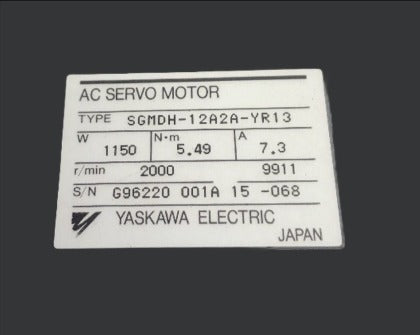 AC SERVO MOTOR
TYPE SGMDH-12A2A-YR13
W 1150 N·m 5.49 A 7.3
r/min 2000 9911
S/N G96220 001A 15 -068
YASKAWA ELECTRIC
JAPAN